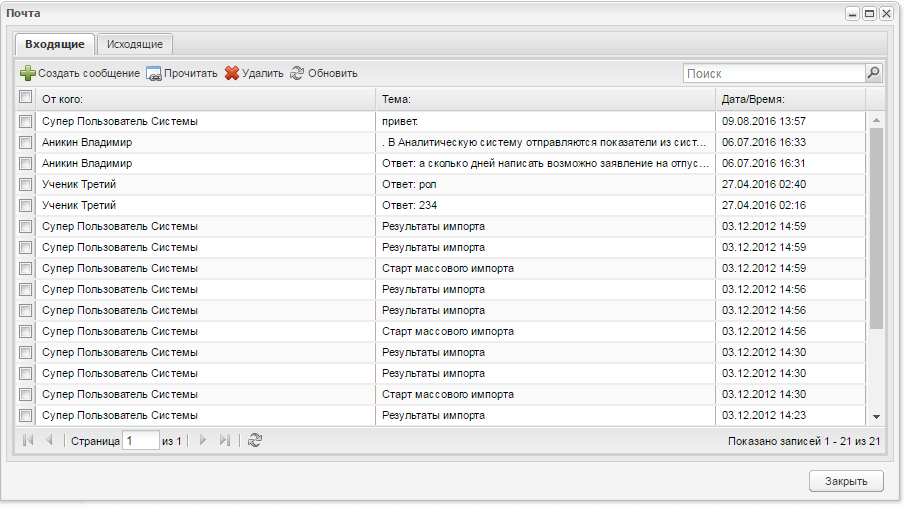 Почта
Входящие Исходящие
Создать сообщение Прочитать Удалить Обновить Поиск
От кого: Тема: Дата/Время:
Супер Пользователь Системы привет. 09.08.2016 13:57
Аникин Владимир . В Аналитическую систему отправляются показатели из сист... 06.07.2016 16:33
Аникин Владимир Ответ: а сколько дней написать возможно заявление на отпус... 06.07.2016 16:31
Ученик Третий Ответ: рол 27.04.2016 02:40
Ученик Третий Ответ: 234 27.04.2016 02:16
Супер Пользователь Системы Результаты импорта 03.12.2012 14:59
Супер Пользователь Системы Результаты импорта 03.12.2012 14:59
Супер Пользователь Системы Старт массового импорта 03.12.2012 14:59
Супер Пользователь Системы Результаты импорта 03.12.2012 14:56
Супер Пользователь Системы Результаты импорта 03.12.2012 14:56
Супер Пользователь Системы Старт массового импорта 03.12.2012 14:56
Супер Пользователь Системы Результаты импорта 03.12.2012 14:30
Супер Пользователь Системы Результаты импорта 03.12.2012 14:30
Супер Пользователь Системы Старт массового импорта 03.12.2012 14:30
Супер Пользователь Системы Результаты импорта 03.12.2012 14:23
Страница 1 из 1 Показано записей 1 - 21 из 21
Закрыть